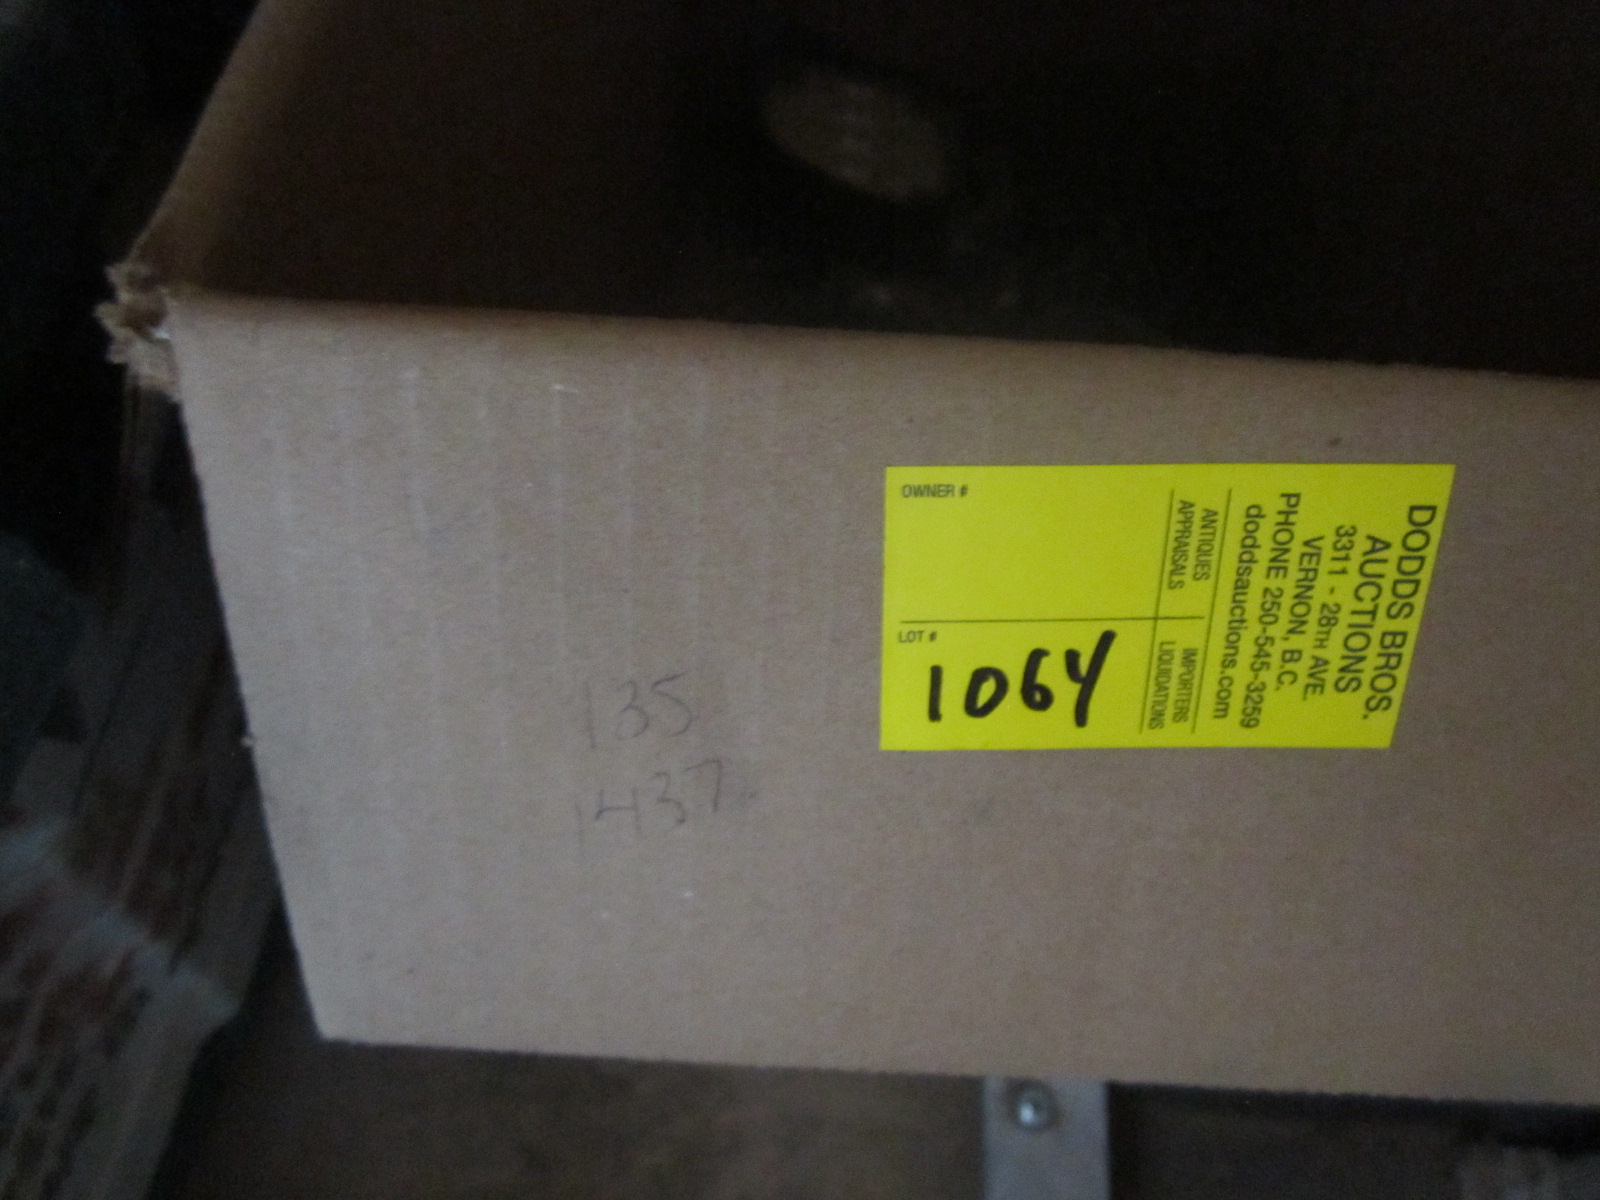 DODDS BROS.
AUCTIONS
3311 - 28TH AVE.
VERNON, B.C.
PHONE 250-545-3259
doddsauctions.com
ANTIQUES
APPRAISALS
IMPORTERS
LIQUIDATIONS
OWNER #
LOT #
1064
135
1437